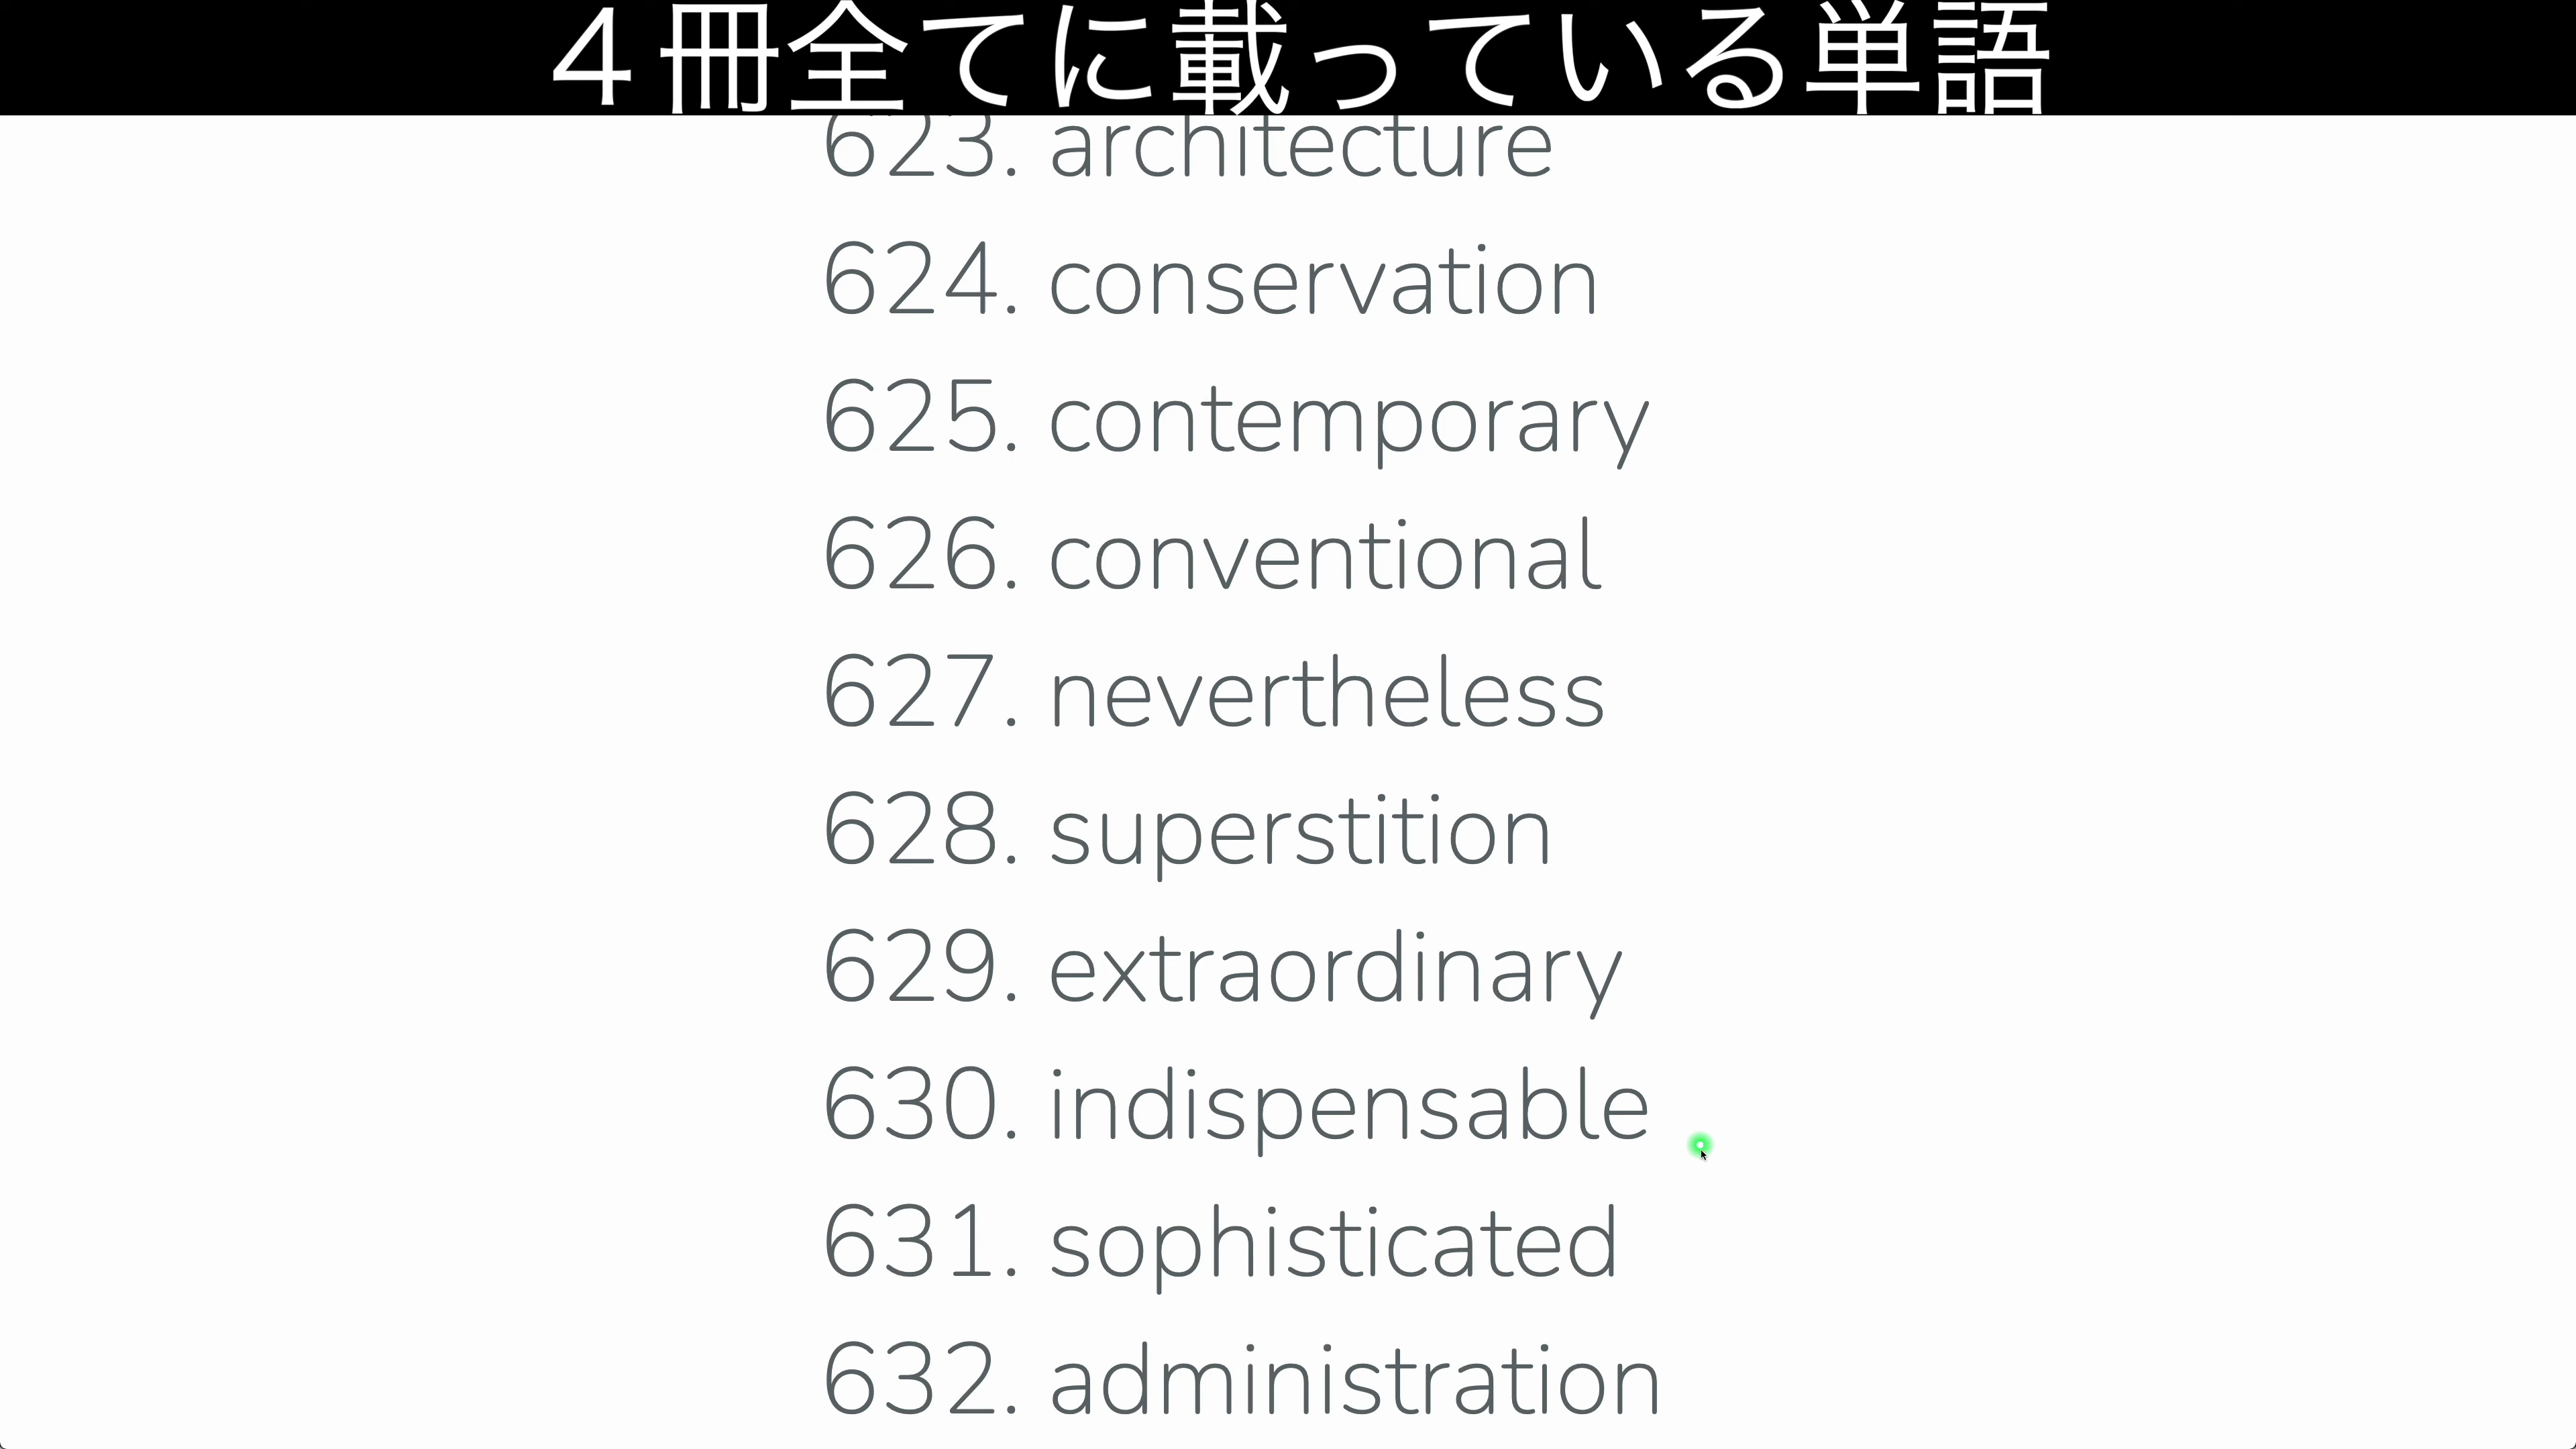 ４冊全てに載っている単語
623. architecture
624. conservation
625. contemporary
626. conventional
627. nevertheless
628. superstition
629. extraordinary
630. indispensable
631. sophisticated
632. administration